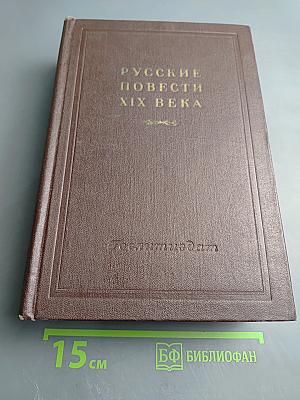 РУССКИЕ
ПОВЕСТИ
XIX ВЕКА
Гослитиздат
15 см
БФ БИБЛИОФАН